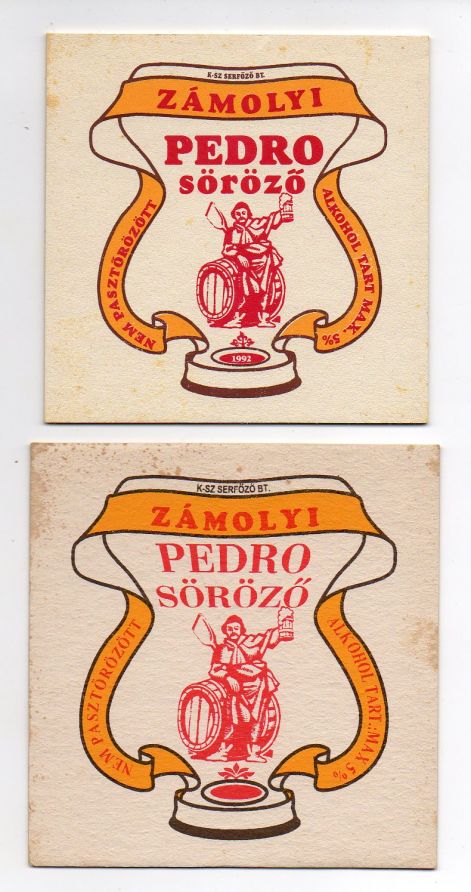 K-SZ SERFŐZŐ BT.
ZÁMOLYI
PEDRO
söröző
NEM PASZTŐRÖZÖTT
ALKOHOL TART MAX. 5%
1992
K-SZ SERFŐZŐ BT.
ZÁMOLYI
PEDRO
SÖRÖZŐ
NEM PASZTŐRÖZÖTT
ALKOHOL TART.:MAX 5%